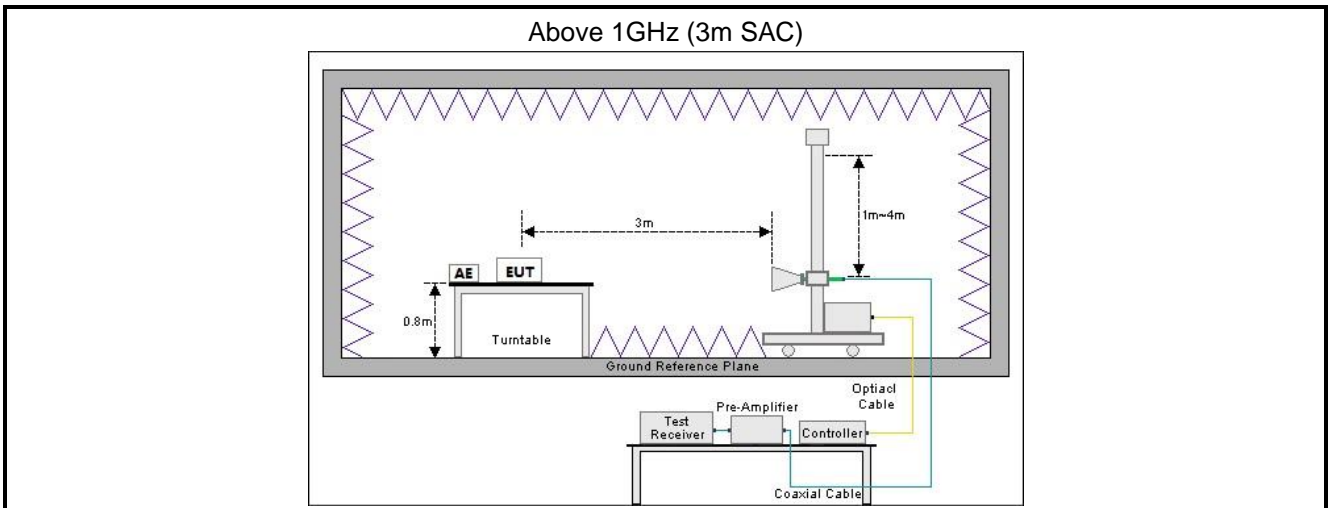 Above 1GHz (3m SAC)
1m~4m
3m
AE
EUT
0.8m
Turntable
Ground Reference Plane
Optiacl
Cable
Pre-Amplifier
Test
Receiver
Controller
Coaxial Cable